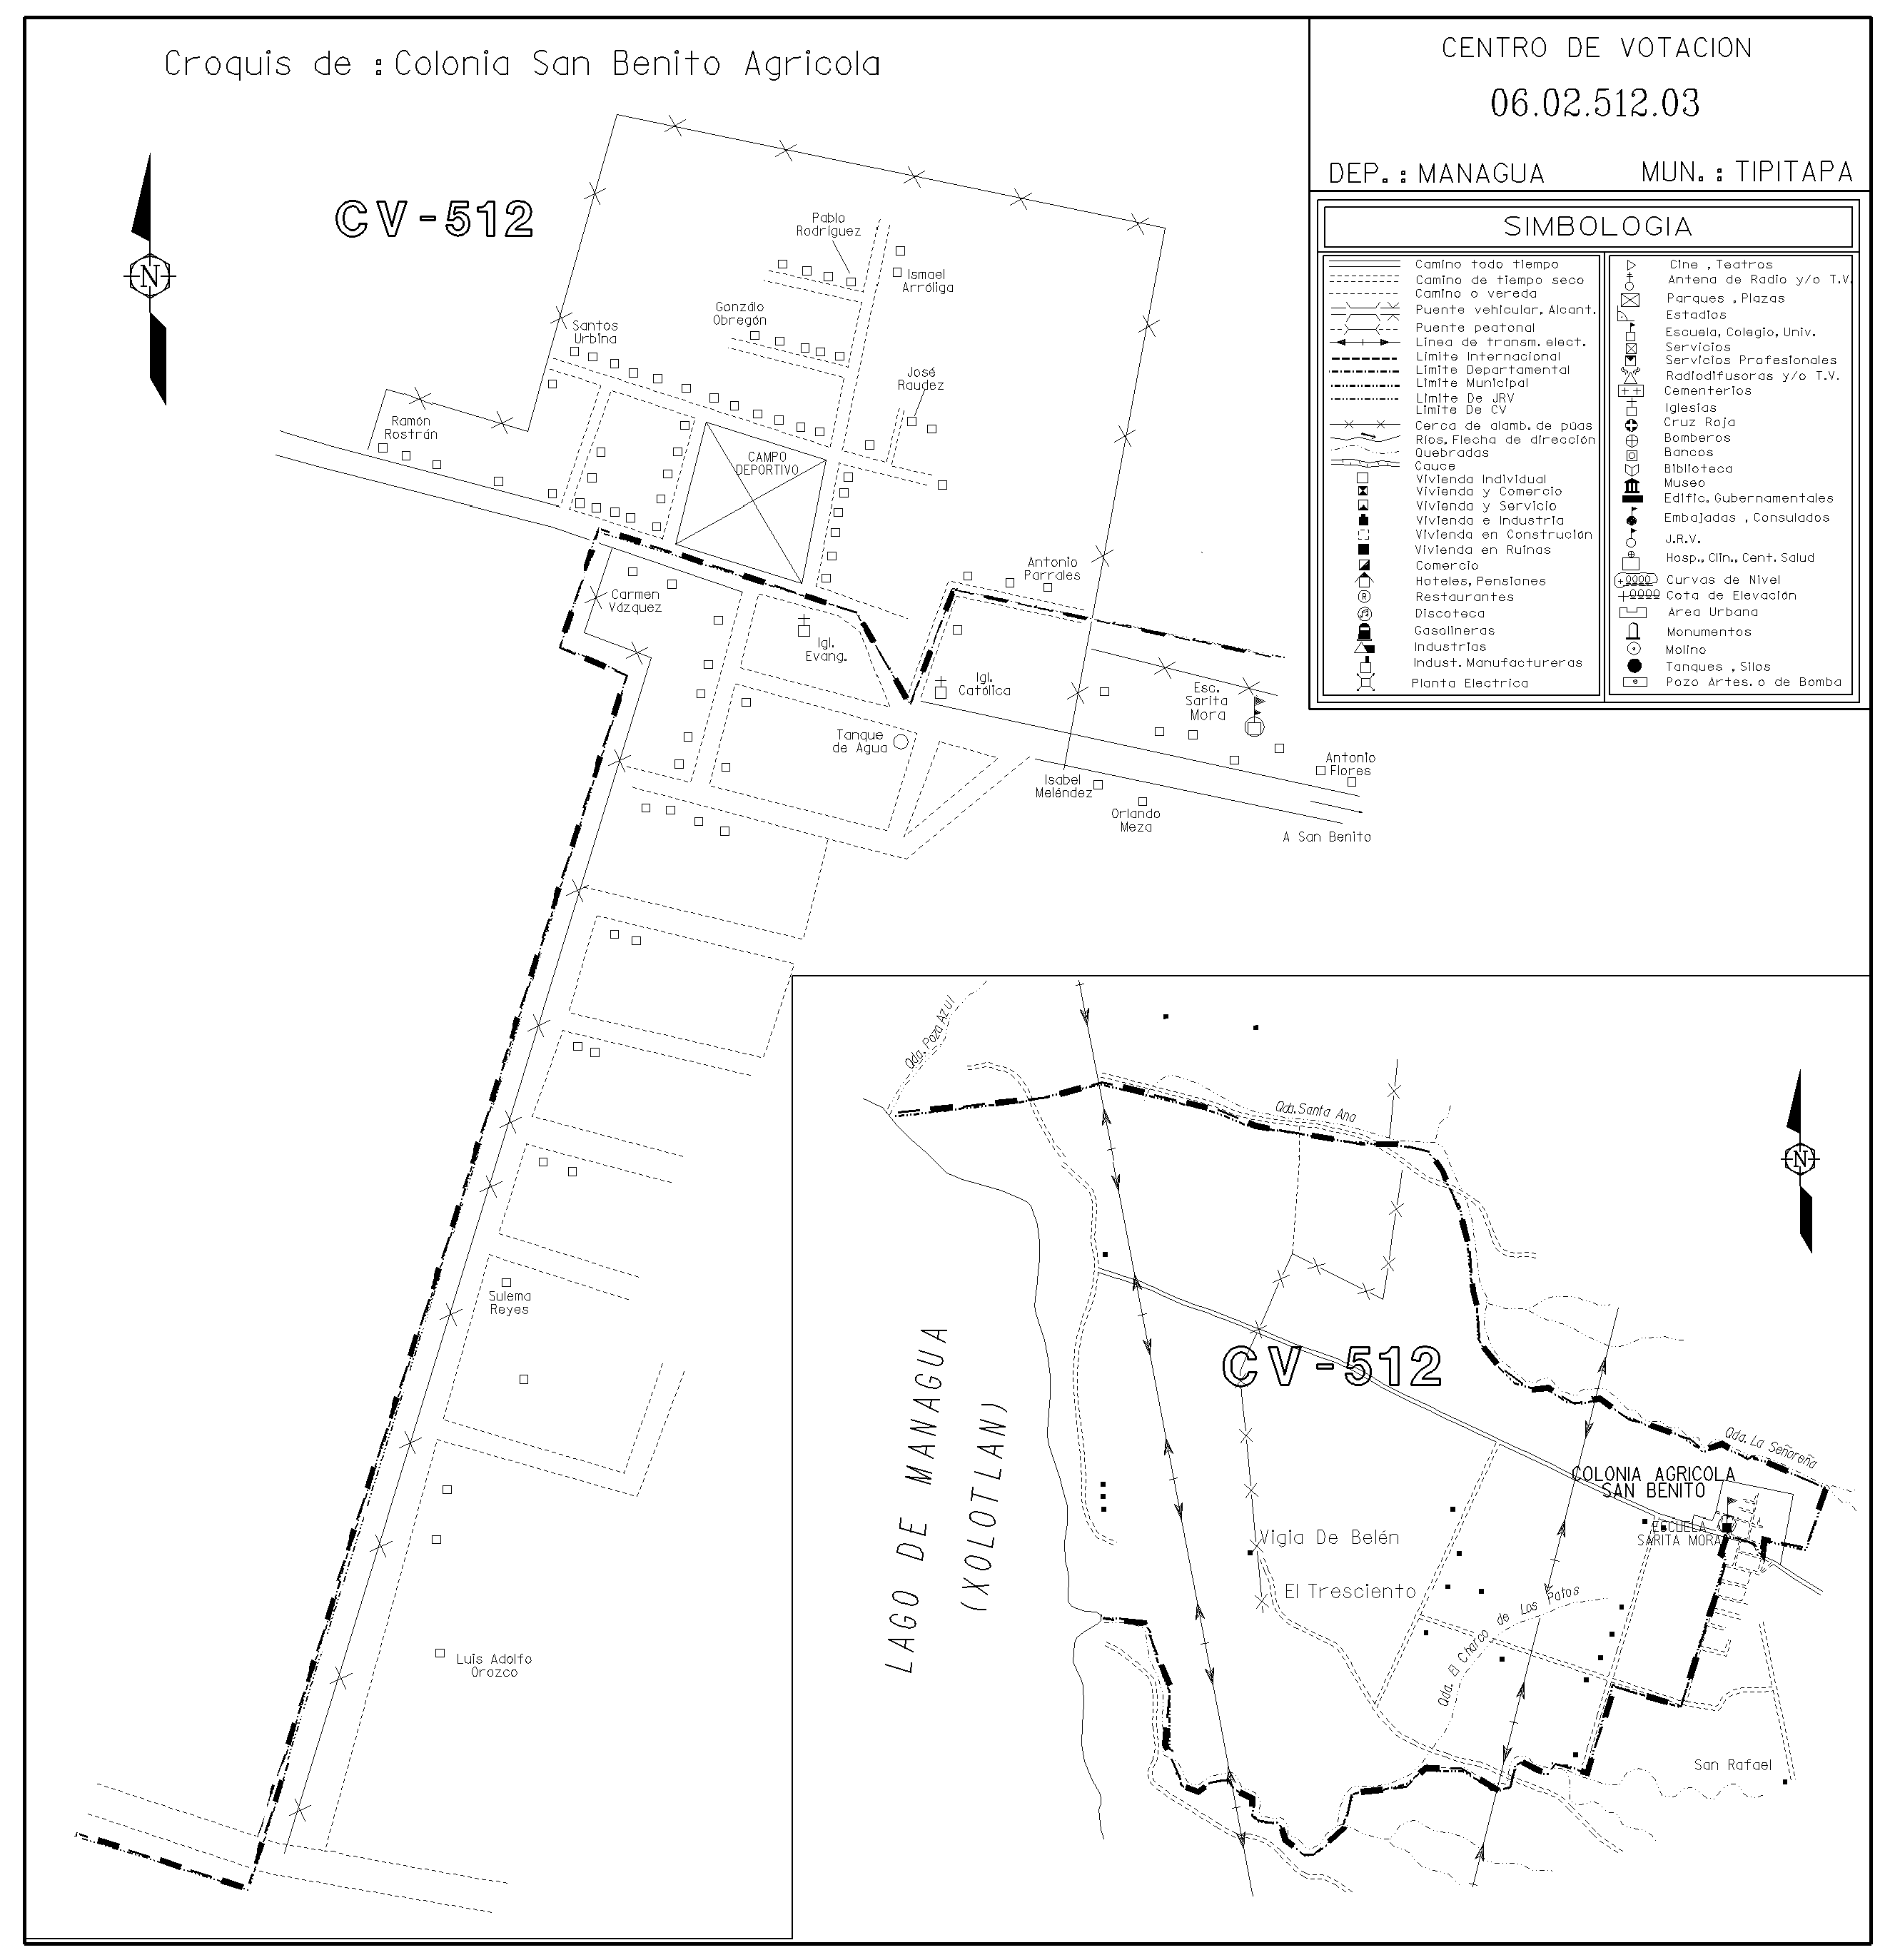 Croquis de : Colonia San Benito Agricola
CENTRO DE VOTACION
06.02.512.03
DEP. : MANAGUA
MUN. : TIPITAPA
SIMBOLOGIA
Camino todo tiempo
Camino de tiempo seco
Camino o vereda
Puente vehicular, Alcant.
Puente peatonal
Linea de transm. elect.
Limite Internacional
Limite Departamental
Limite Municipal
Limite De JRV
Limite De CV
Cerca de alamb. de púas
Ríos, Flecha de dirección
Quebradas
Cauce
Vivienda Individual
Vivienda y Comercio
Vivienda y Servicio
Vivienda e Industria
Vivienda en Construción
Vivienda en Ruinas
Comercio
Hoteles, Pensiones
Restaurantes
Discoteca
Gasolineras
Industrias
Indust. Manufactureras
Planta Electrica
Cine , Teatros
Antena de Radio y/o T.V.
Parques , Plazas
Estadios
Escuela, Colegio, Univ.
Servicios
Servicios Profesionales
Radiodifusoras y/o T.V.
Cementerios
Iglesias
Cruz Roja
Bomberos
Bancos
Biblioteca
Museo
Edific. Gubernamentales
Embajadas , Consulados
J.R.V.
Hosp., Clin., Cent. Salud
Curvas de Nivel
Cota de Elevación
Area Urbana
Monumentos
Molino
Tanques , Silos
Pozo Artes. o de Bomba
N
CV-512
Pablo
Rodríguez
Ismael
Arróliga
Gonzálo
Obregón
Santos
Urbina
José
Raudez
Ramón
Rostrán
CAMPO
DEPORTIVO
Antonio
Parrales
Carmen
Vázquez
Igl.
Evang.
Igl.
Católica
Esc.
Sarita
Mora
Tanque
de Agua
Antonio
Flores
Isabel
Meléndez
Orlando
Meza
A San Benito
Sulema
Reyes
Luis Adolfo
Orozco
Qda. Poza Azul
Qda. Santa Ana
N
LAGO DE MANAGUA
(XOLOTLAN)
CV-512
Qda. La Señoreña
COLONIA AGRICOLA
SAN BENITO
ESCUELA
SARITA MORA
Vigia De Belén
El Tresciento
Qda. El Charco de Los Patos
San Rafael